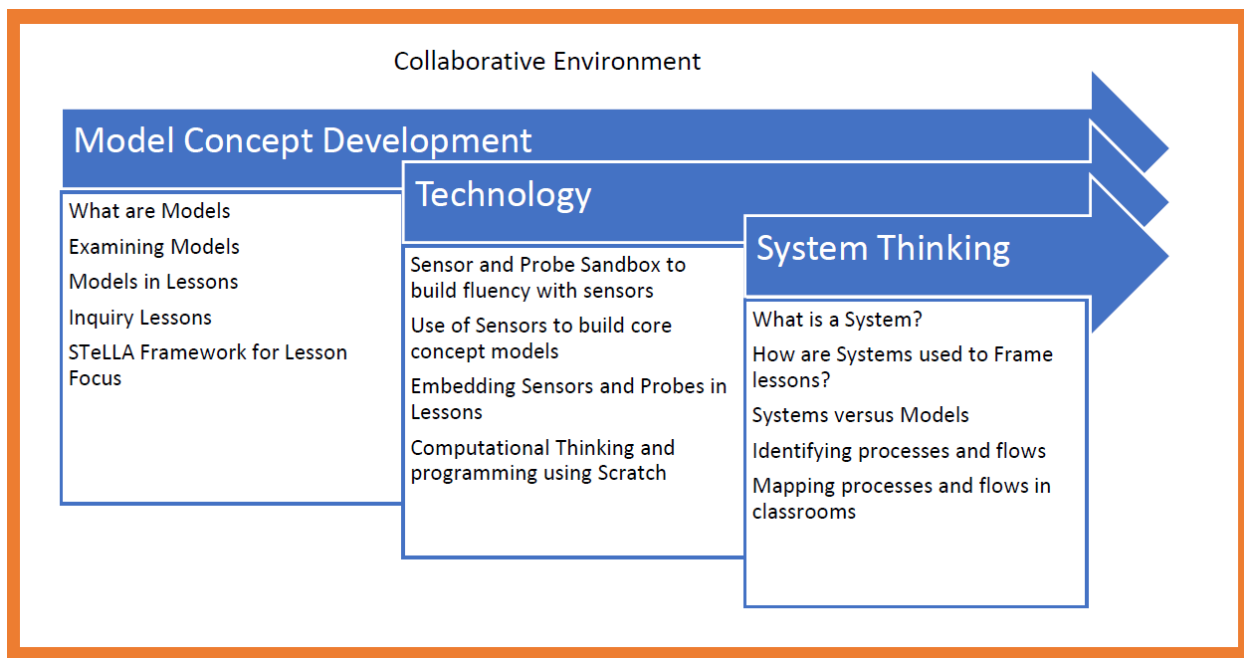 Collaborative Environment
Model Concept Development
What are Models
Examining Models
Models in Lessons
Inquiry Lessons
STeLLA Framework for Lesson
Focus
Technology
Sensor and Probe Sandbox to
build fluency with sensors
Use of Sensors to build core
concept models
Embedding Sensors and Probes in
Lessons
Computational Thinking and
programming using Scratch
System Thinking
What is a System?
How are Systems used to Frame
lessons?
Systems versus Models
Identifying processes and flows
Mapping processes and flows in
classrooms